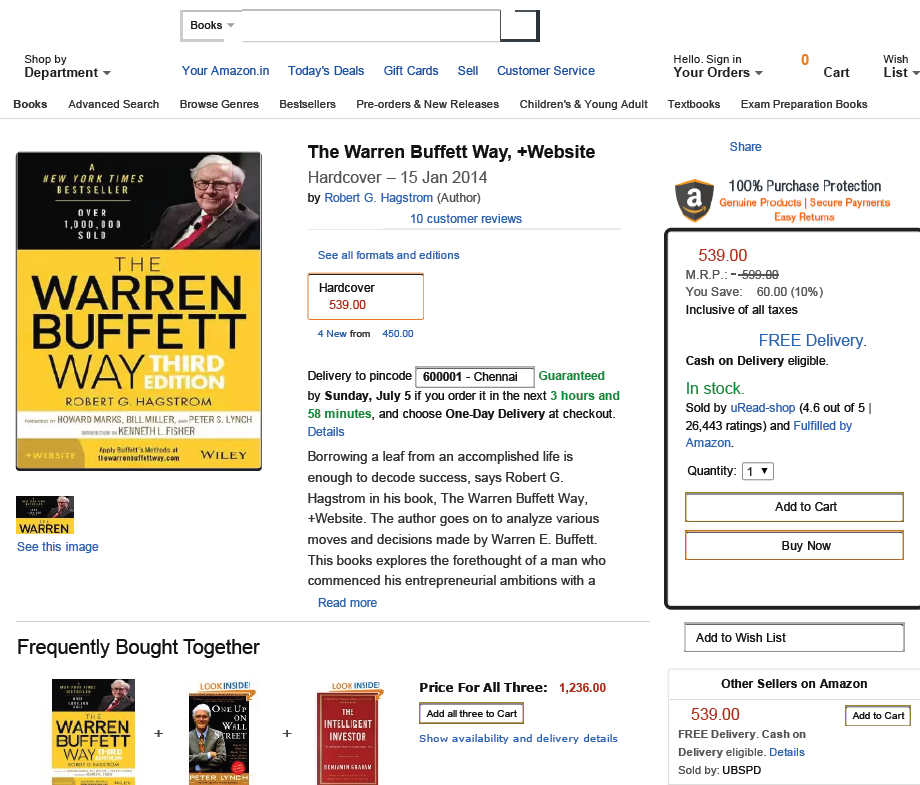 Books
Shop by
Department
Your Amazon.in Today's Deals Gift Cards Sell Customer Service
Hello. Sign in
Your Orders
0
Cart
Wish
List
Books Advanced Search Browse Genres Bestsellers Pre-orders & New Releases Children's & Young Adult Textbooks Exam Preparation Books
A
NEW YORK TIMES
BESTSELLER
OVER
1,000,000
SOLD
THE
WARREN
BUFFETT
WAY THIRD
EDITION
ROBERT G. HAGSTROM
FOREWORDS BY HOWARD MARKS, BILL MILLER, AND PETER S. LYNCH
INTRODUCTION BY KENNETH L. FISHER
+WEBSITE
Apply Buffett's Methods at
thewarrenbuffettway.com
WILEY
WARREN
See this image
The Warren Buffett Way, +Website
Hardcover – 15 Jan 2014
by Robert G. Hagstrom (Author)
10 customer reviews
See all formats and editions
Hardcover
539.00
4 New from 450.00
Delivery to pincode 600001 - Chennai Guaranteed
by Sunday, July 5 if you order it in the next 3 hours and
58 minutes, and choose One-Day Delivery at checkout.
Details
Borrowing a leaf from an accomplished life is
enough to decode success, says Robert G.
Hagstrom in his book, The Warren Buffett Way,
+Website. The author goes on to analyze various
moves and decisions made by Warren E. Buffett.
This books explores the forethought of a man who
commenced his entrepreneurial ambitions with a
Read more
Share
a
100% Purchase Protection
Genuine Products | Secure Payments
Easy Returns
539.00
M.R.P.: 599.00
You Save: 60.00 (10%)
Inclusive of all taxes
FREE Delivery.
Cash on Delivery eligible.
In stock.
Sold by uRead-shop (4.6 out of 5 |
26,443 ratings) and Fulfilled by
Amazon.
Quantity: 1
Add to Cart
Buy Now
Add to Wish List
Other Sellers on Amazon
539.00
Add to Cart
FREE Delivery. Cash on
Delivery eligible. Details
Sold by: UBSPD
Frequently Bought Together
THE
WARREN
BUFFETT
WAY THIRD
EDITION
ROBERT G. HAGSTROM
WILEY
+
LOOK INSIDE!
ONE UP
ON
WALL
STREET
PETER LYNCH
+
LOOK INSIDE!
THE
INTELLIGENT
INVESTOR
BENJAMIN GRAHAM
Price For All Three: 1,236.00
Add all three to Cart
Show availability and delivery details